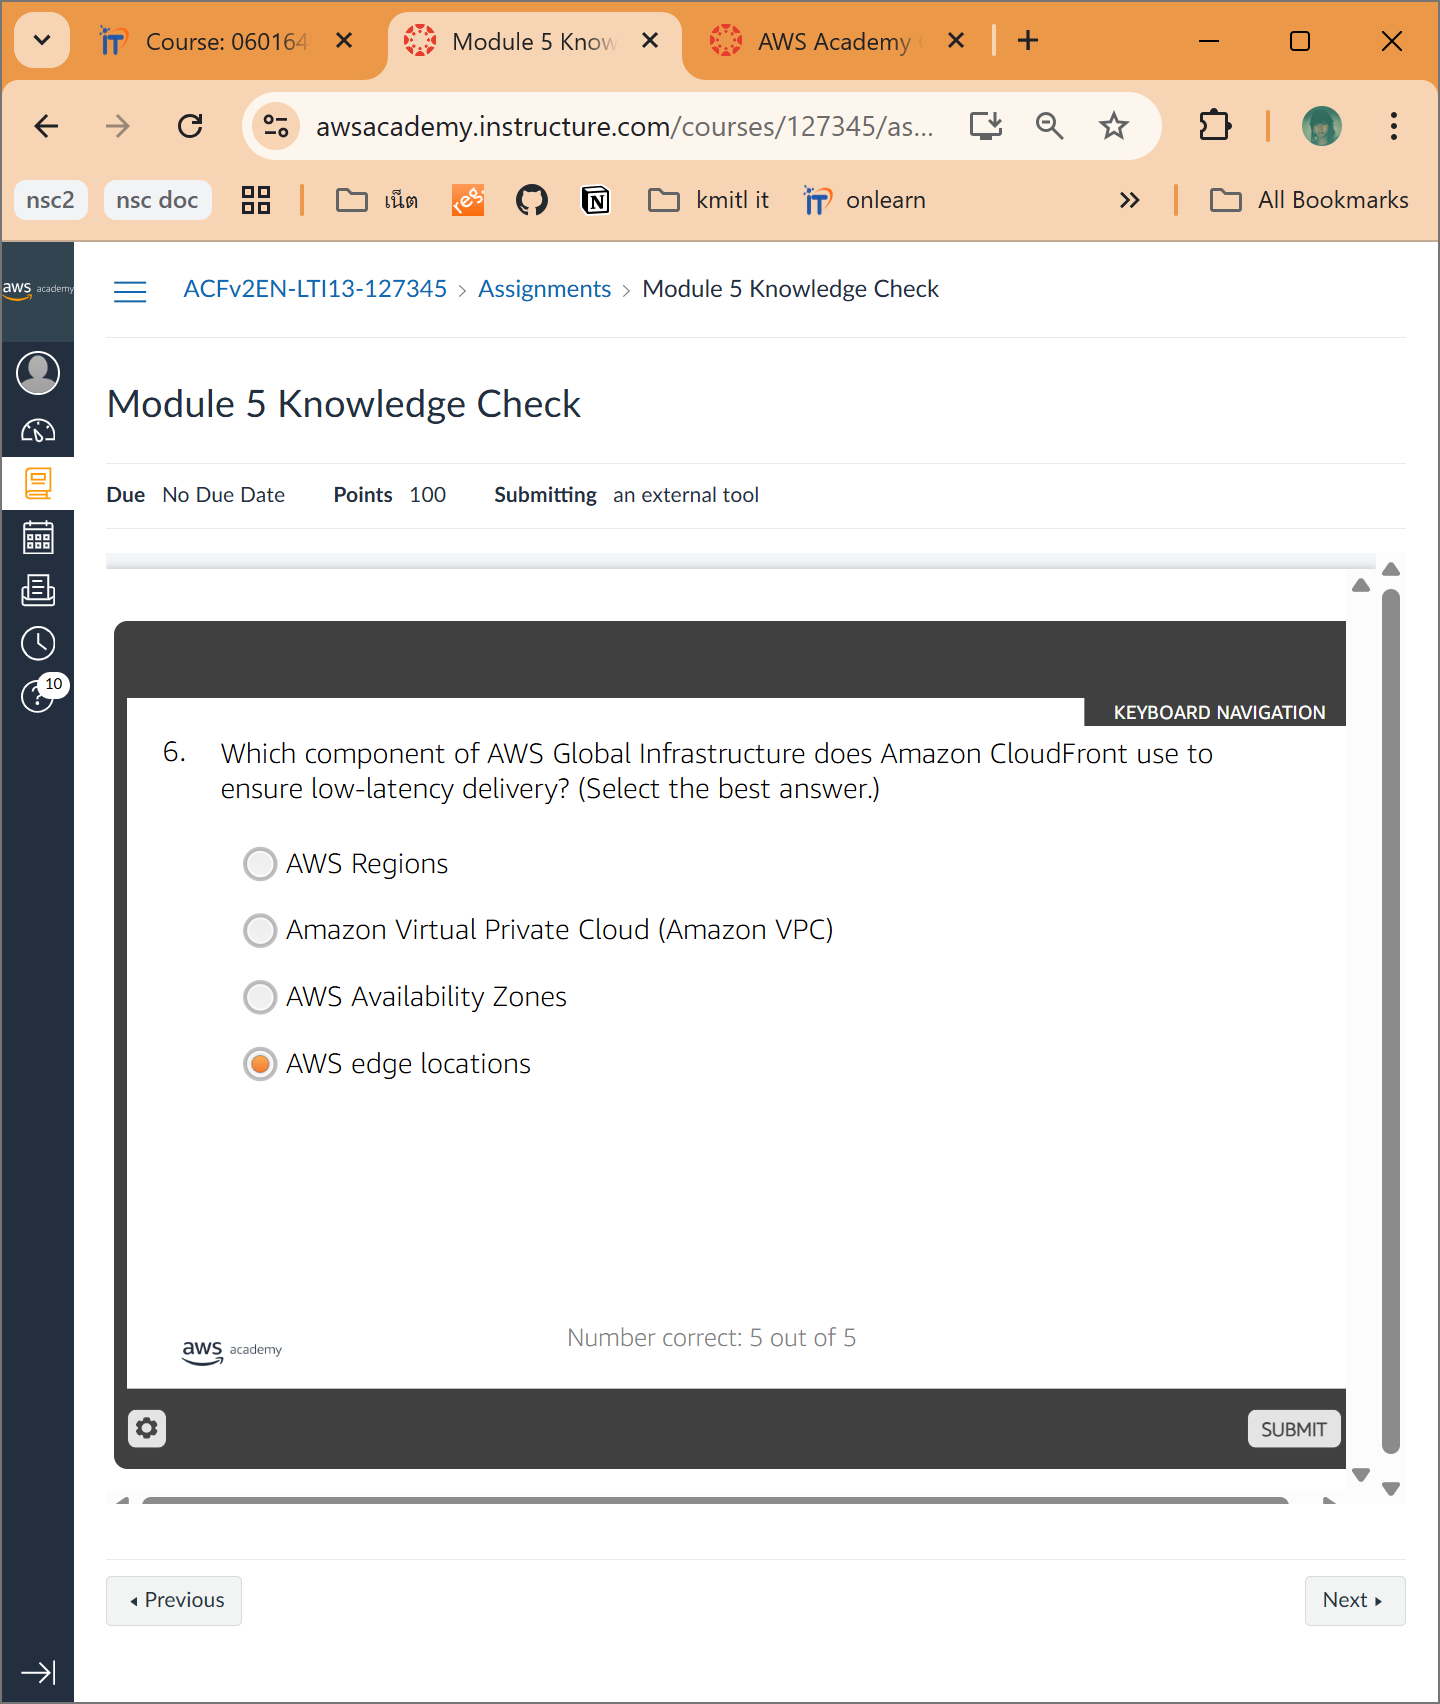 Course: 060164
Module 5 Know
AWS Academy
awsacademy.instructure.com/courses/127345/as...
nsc2
nsc doc
เน็ต
reg.
kmitl it
onlearn
All Bookmarks
aws academy
ACFv2EN-LTI13-127345 > Assignments > Module 5 Knowledge Check
Module 5 Knowledge Check
Due No Due Date Points 100 Submitting an external tool
10
KEYBOARD NAVIGATION
6. Which component of AWS Global Infrastructure does Amazon CloudFront use to
ensure low-latency delivery? (Select the best answer.)
AWS Regions
Amazon Virtual Private Cloud (Amazon VPC)
AWS Availability Zones
AWS edge locations
Number correct: 5 out of 5
aws academy
SUBMIT
Previous
Next